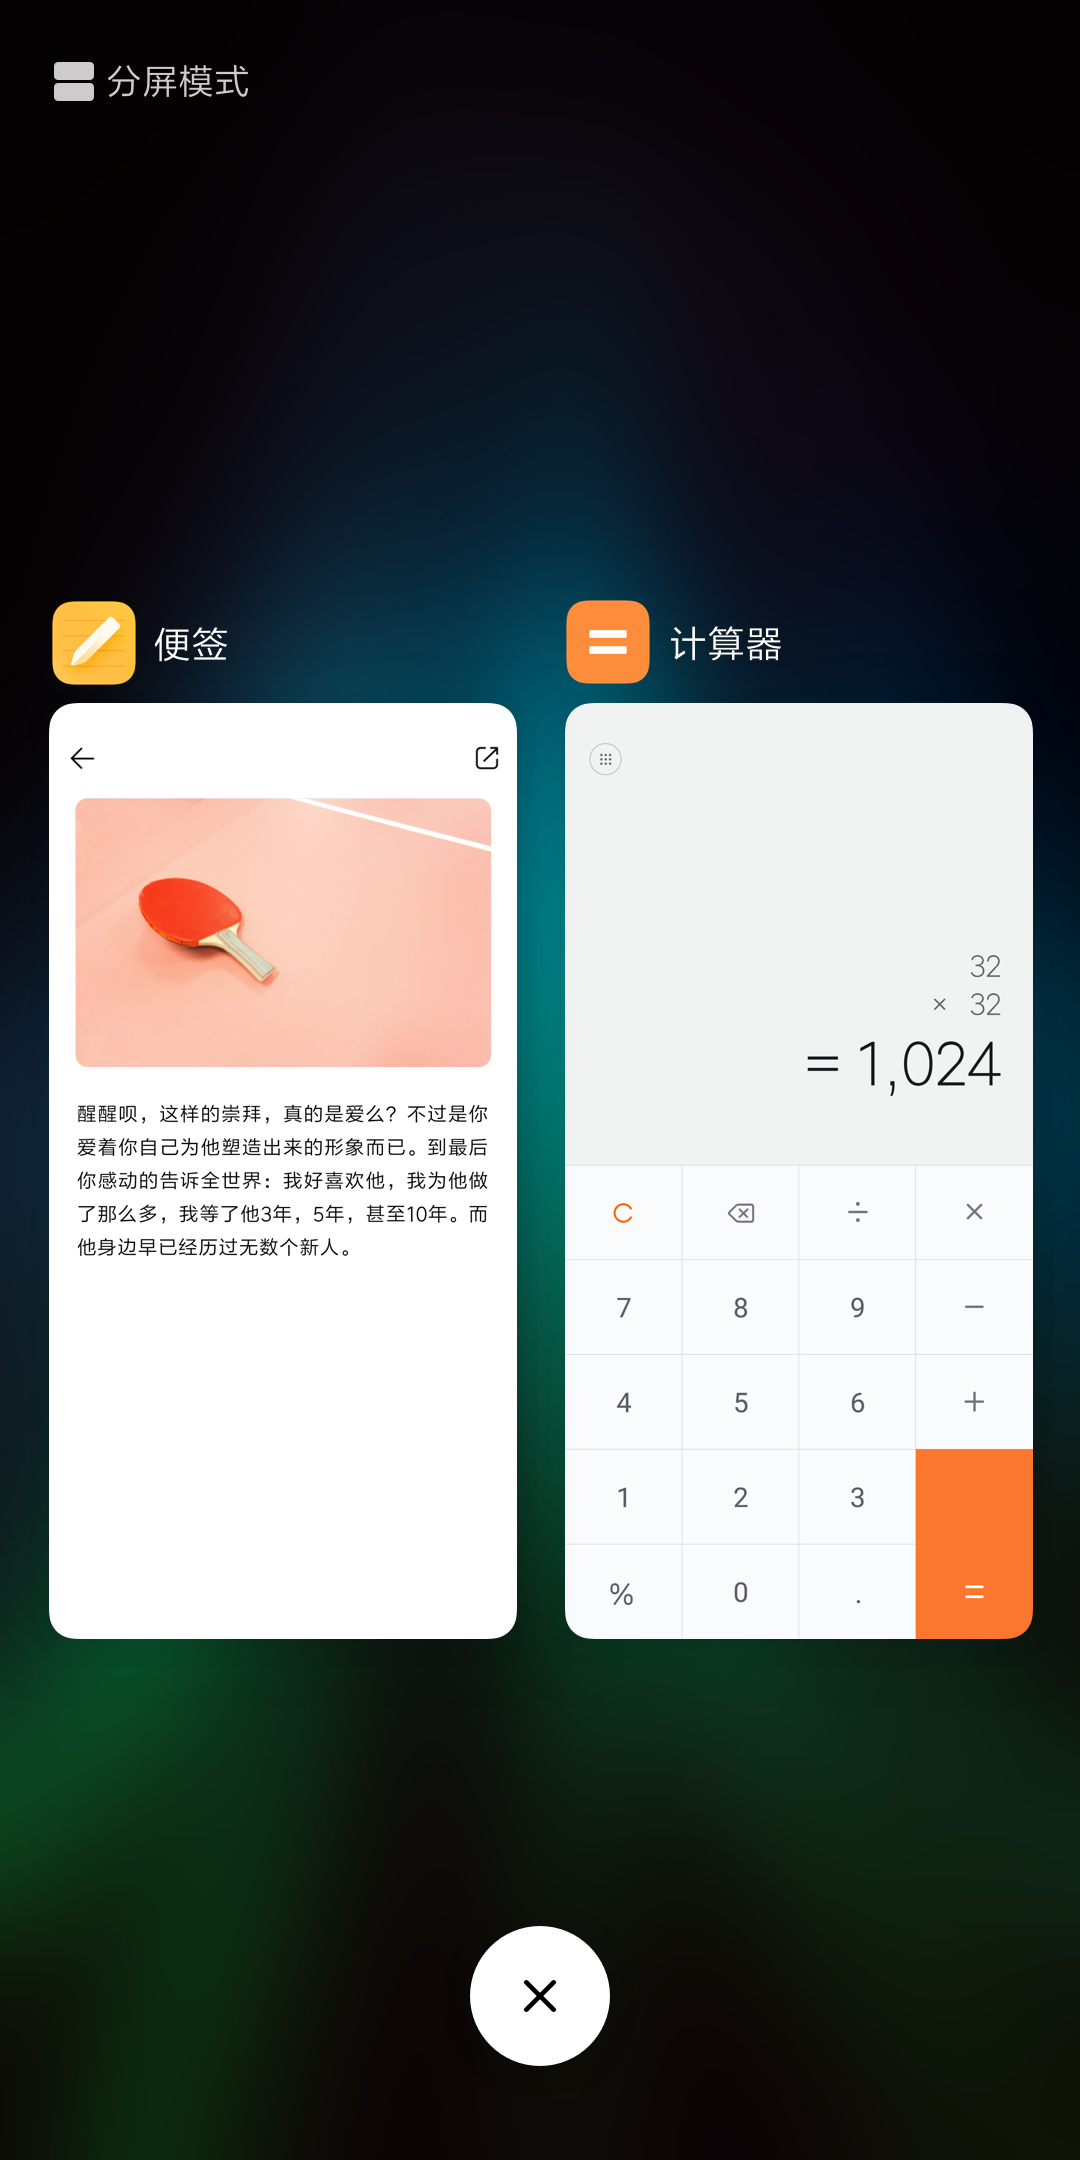 分屏模式
便签
醒醒呗，这样的崇拜，真的是爱么？不过是你
爱着你自己为他塑造出来的形象而已。到最后
你感动的告诉全世界：我好喜欢他，我为他做
了那么多，我等了他3年，5年，甚至10年。而
他身边早已经历过无数个新人。
计算器
32
× 32
= 1,024
C ÷ ×
7 8 9 −
4 5 6 +
1 2 3
% 0 . =